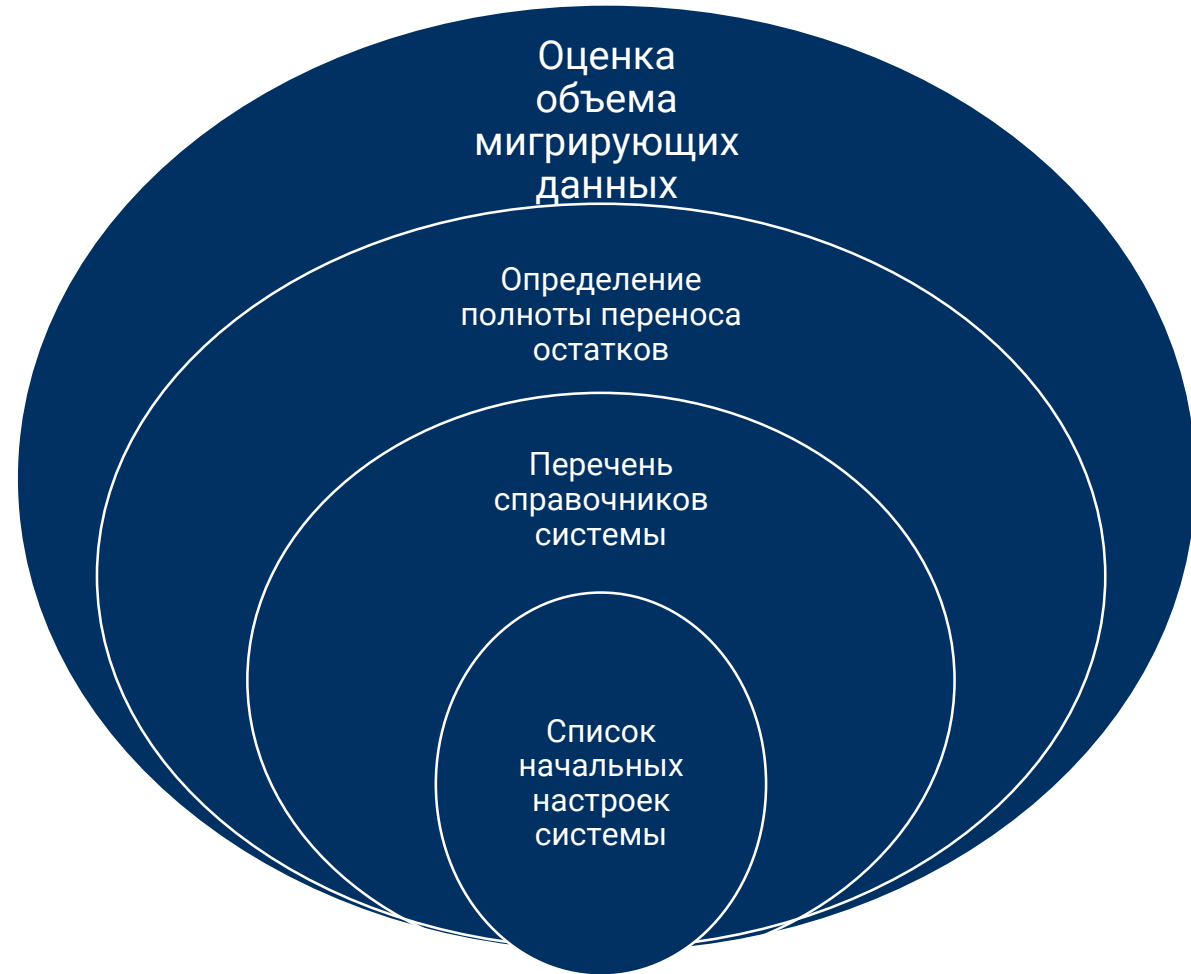 Оценка
объема
мигрирующих
данных
Определение
полноты переноса
остатков
Перечень
справочников
системы
Список
начальных
настроек
системы